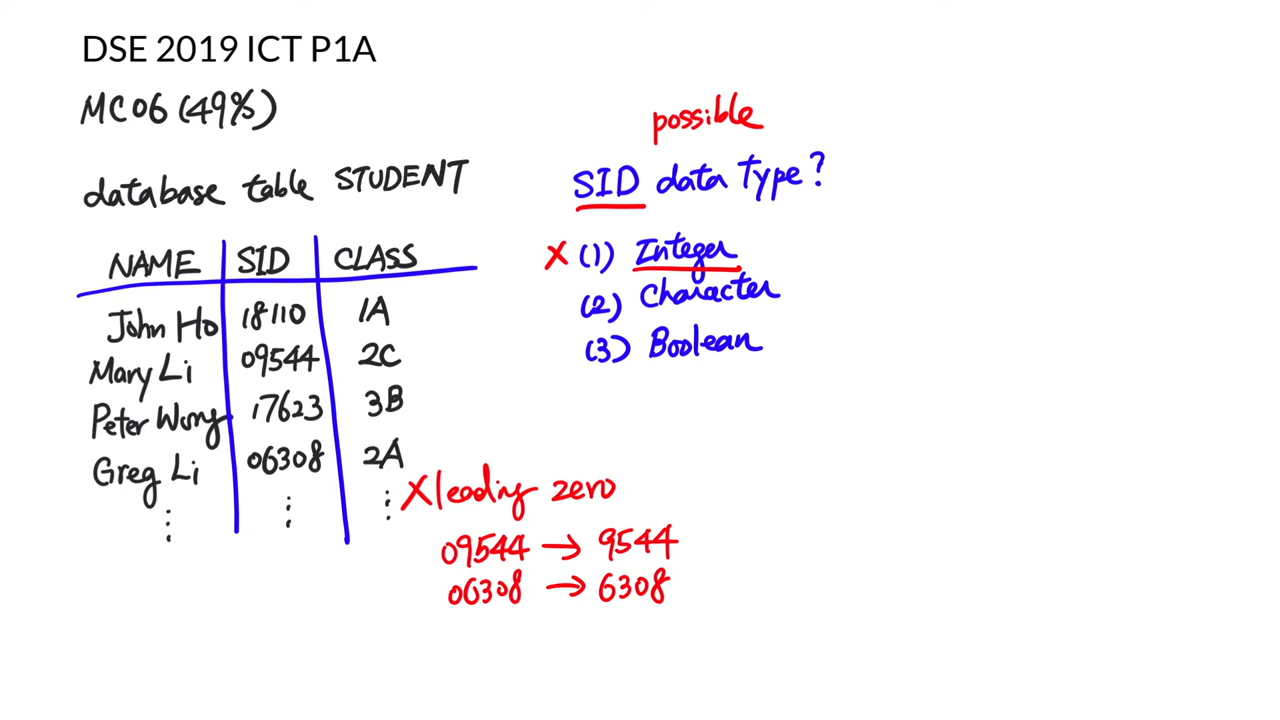 DSE 2019 ICT P1A
MC06 (49%)
possible
database table STUDENT
SID data Type?
NAME SID CLASS
X (1) Integer
(2) Character
(3) Boolean
John Ho 18110 1A
Mary Li 09544 2C
Peter Wong 17623 3B
Greg Li 06308 2A
⋮ ⋮ ⋮
X leading zero
09544 → 9544
06308 → 6308